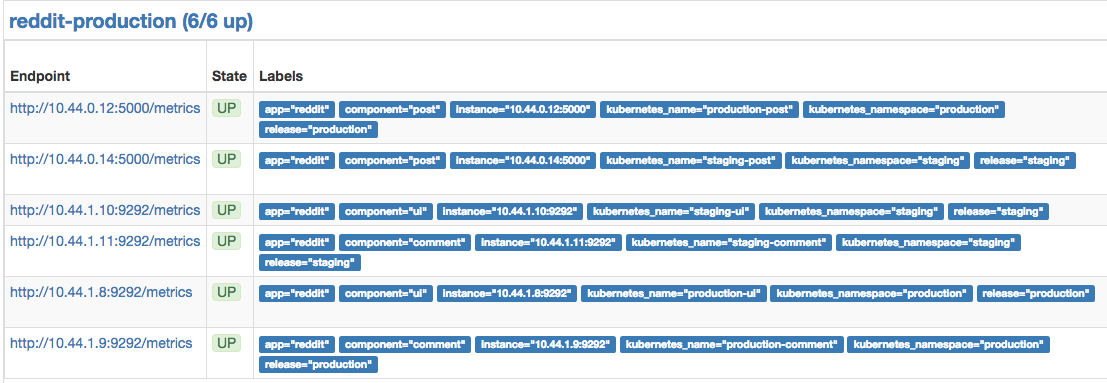 reddit-production (6/6 up)
Endpoint State Labels
http://10.44.0.12:5000/metrics UP app="reddit" component="post" instance="10.44.0.12:5000" kubernetes_name="production-post" kubernetes_namespace="production"
release="production"
http://10.44.0.14:5000/metrics UP app="reddit" component="post" instance="10.44.0.14:5000" kubernetes_name="staging-post" kubernetes_namespace="staging" release="staging"
http://10.44.1.10:9292/metrics UP app="reddit" component="ui" instance="10.44.1.10:9292" kubernetes_name="staging-ui" kubernetes_namespace="staging" release="staging"
http://10.44.1.11:9292/metrics UP app="reddit" component="comment" instance="10.44.1.11:9292" kubernetes_name="staging-comment" kubernetes_namespace="staging"
release="staging"
http://10.44.1.8:9292/metrics UP app="reddit" component="ui" instance="10.44.1.8:9292" kubernetes_name="production-ui" kubernetes_namespace="production" release="production"
http://10.44.1.9:9292/metrics UP app="reddit" component="comment" instance="10.44.1.9:9292" kubernetes_name="production-comment" kubernetes_namespace="production"
release="production"